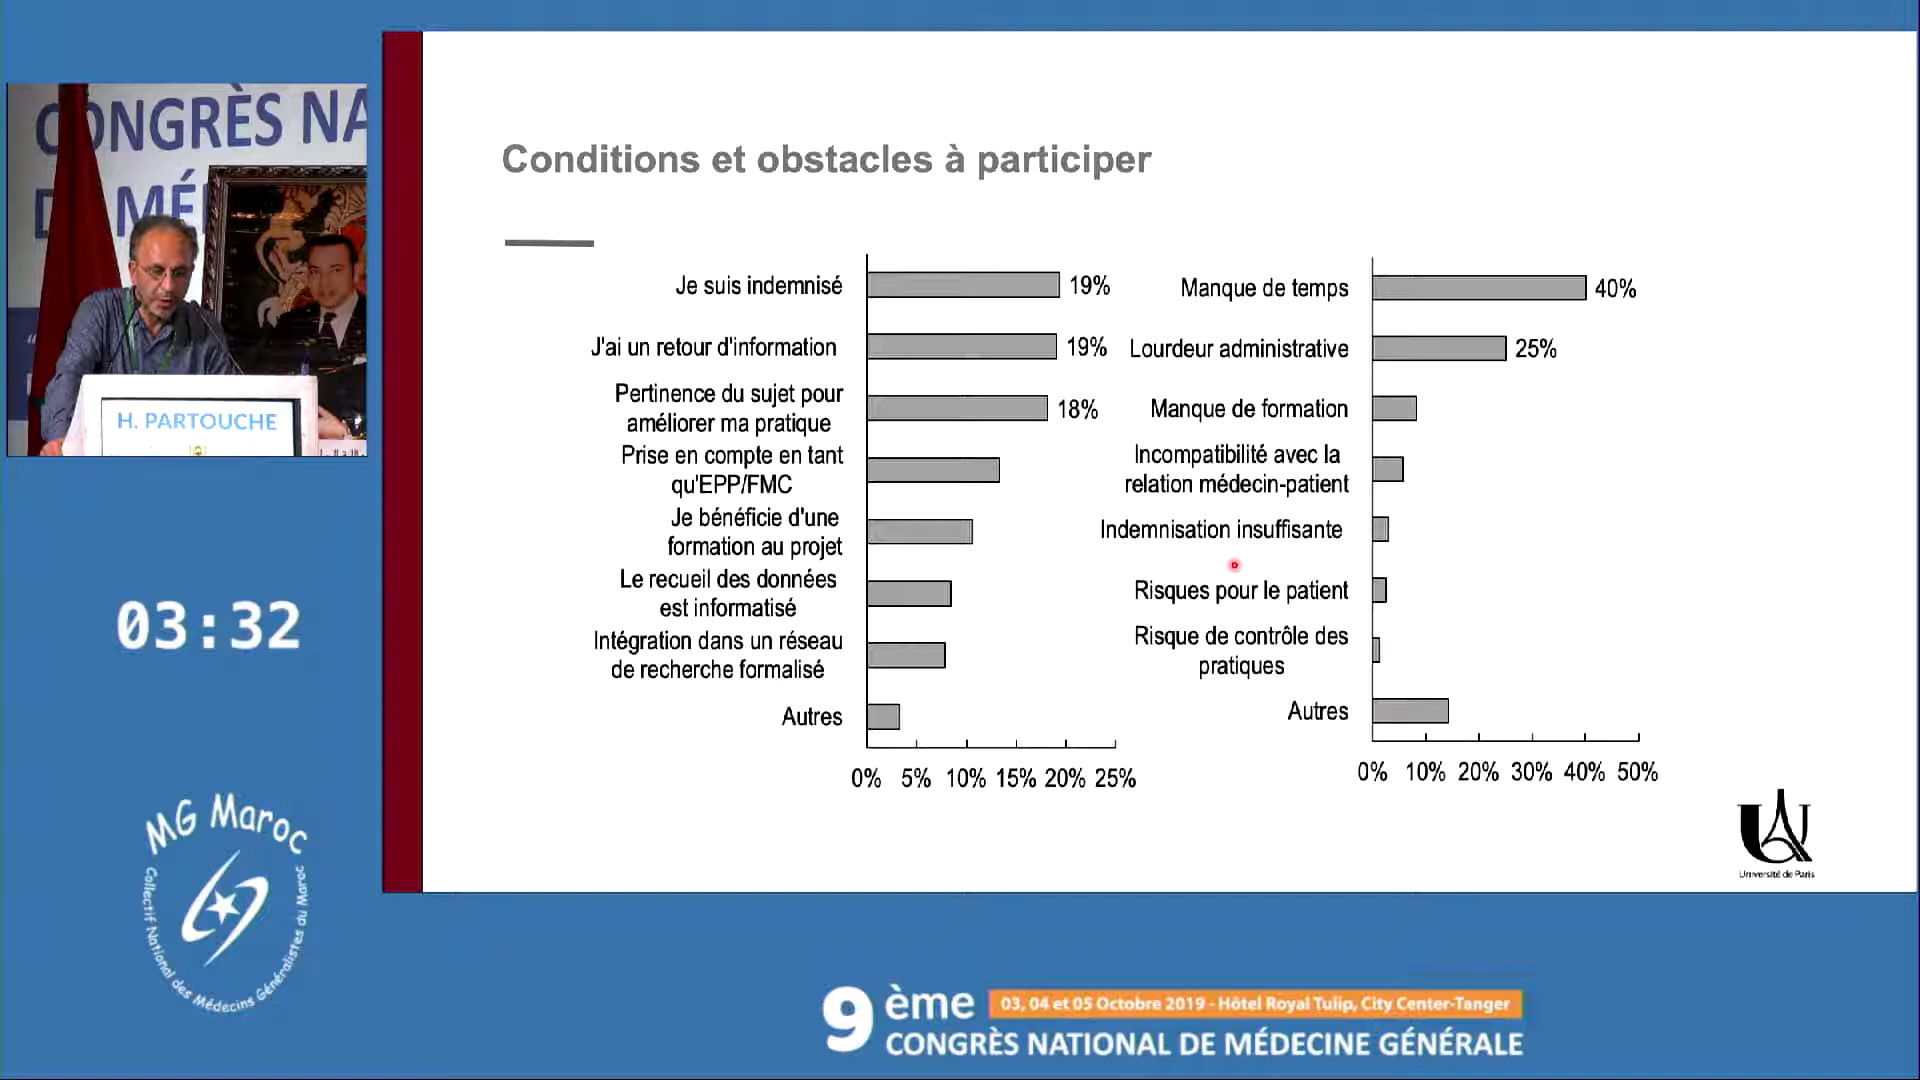 CONGRÈS NA
MÉ
H. PARTOUCHE
03:32
MG Maroc
Collectif National des Médecins Généralistes du Maroc
Conditions et obstacles à participer
Je suis indemnisé
19%
J'ai un retour d'information
19%
Pertinence du sujet pour
améliorer ma pratique
18%
Prise en compte en tant
qu'EPP/FMC
Je bénéficie d'une
formation au projet
Le recueil des données
est informatisé
Intégration dans un réseau
de recherche formalisé
Autres
0% 5% 10% 15% 20% 25%
Manque de temps
40%
Lourdeur administrative
25%
Manque de formation
Incompatibilité avec la
relation médecin-patient
Indemnisation insuffisante
Risques pour le patient
Risque de contrôle des
pratiques
Autres
0% 10% 20% 30% 40% 50%
Université de Paris
9 ème
03, 04 et 05 Octobre 2019 - Hôtel Royal Tulip, City Center-Tanger
CONGRÈS NATIONAL DE MÉDECINE GÉNÉRALE